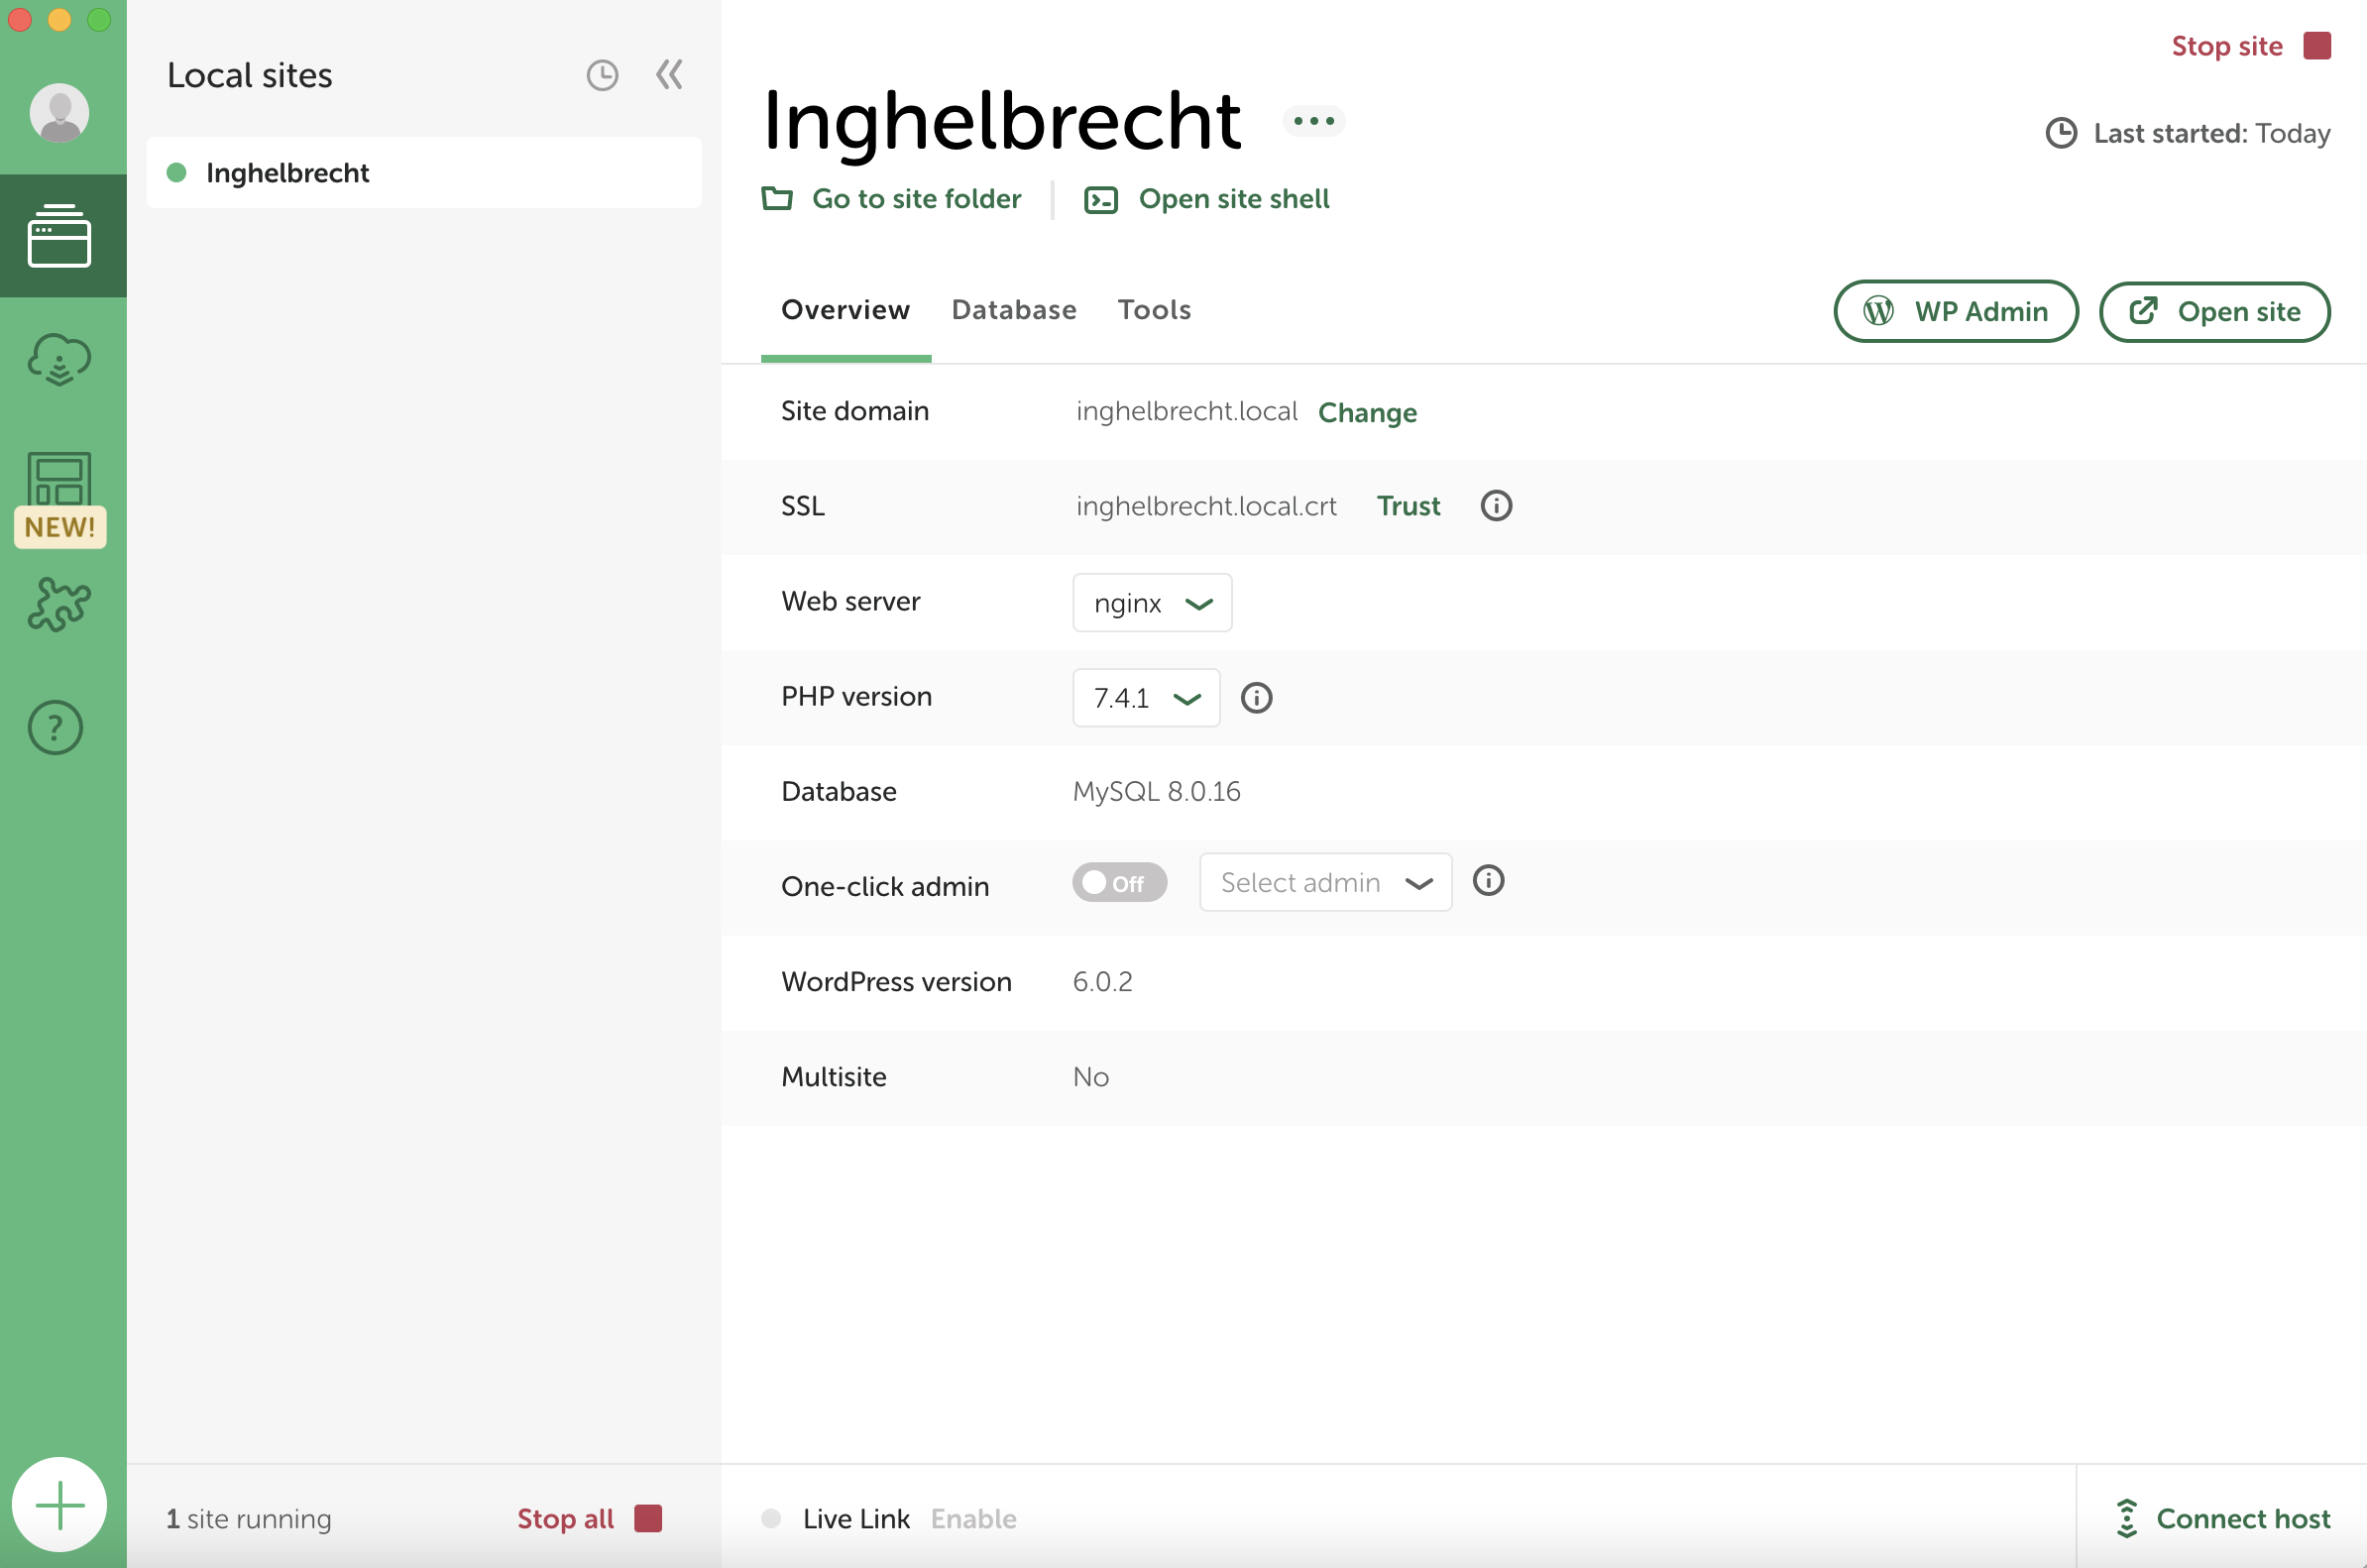 Local sites
Inghelbrecht
NEW!
?
1 site running
Stop all
Stop site
Inghelbrecht
Last started: Today
Go to site folder
Open site shell
Overview Database Tools
WP Admin
Open site
Site domain inghelbrecht.local Change
SSL inghelbrecht.local.crt Trust
Web server nginx
PHP version 7.4.1
Database MySQL 8.0.16
One-click admin Off Select admin
WordPress version 6.0.2
Multisite No
Live Link Enable
Connect host